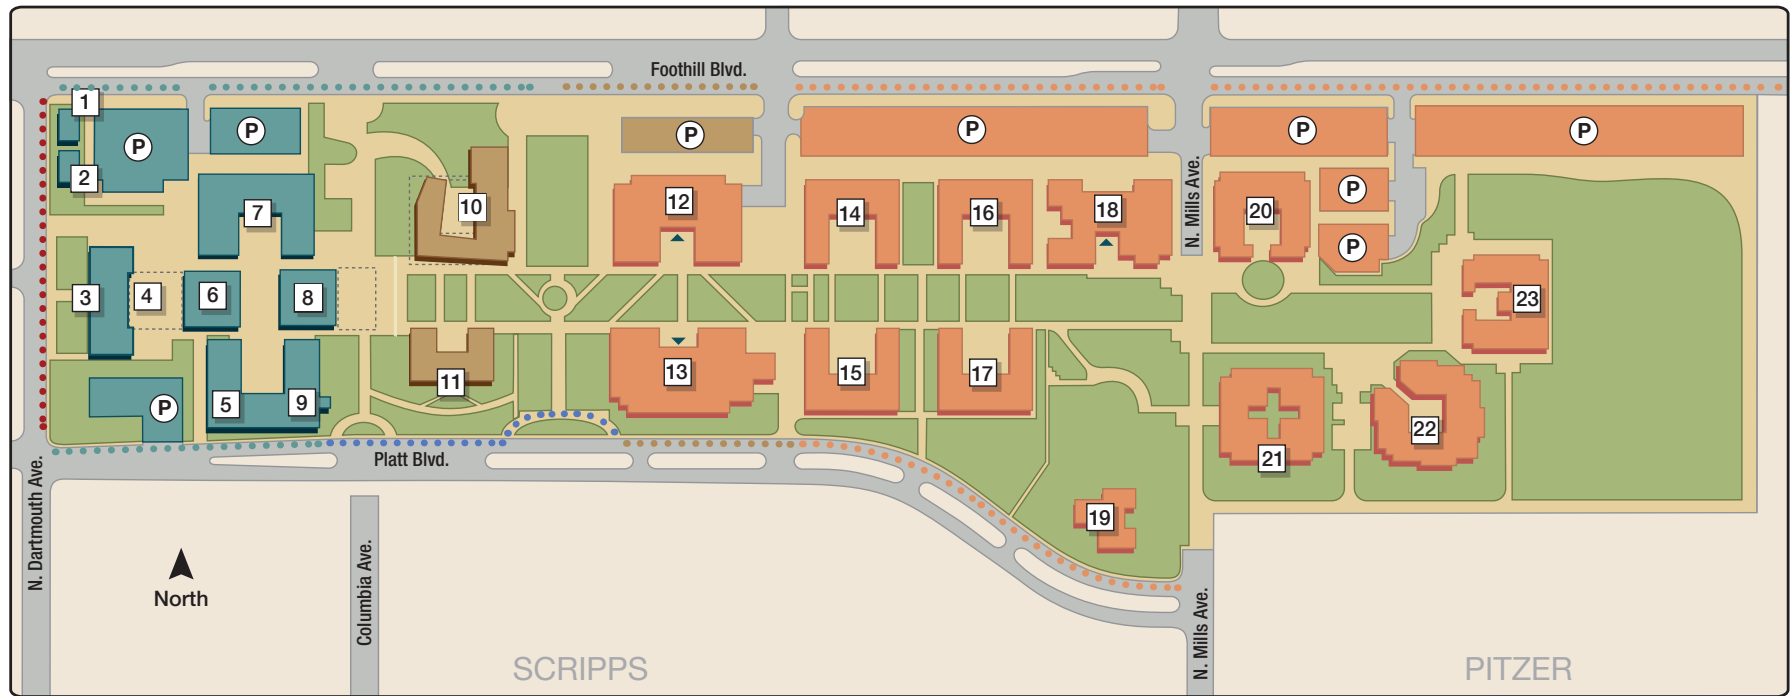 Foothill Blvd.
1
P
P
P
P
P
P
2
7
10
12
14
16
18
N. Mills Ave.
20
P
P
3
4
6
8
23
5
9
P
11
13
15
17
21
22
Platt Blvd.
N. Dartmouth Ave.
Columbia Ave.
19
North
N. Mills Ave.
SCRIPPS
PITZER